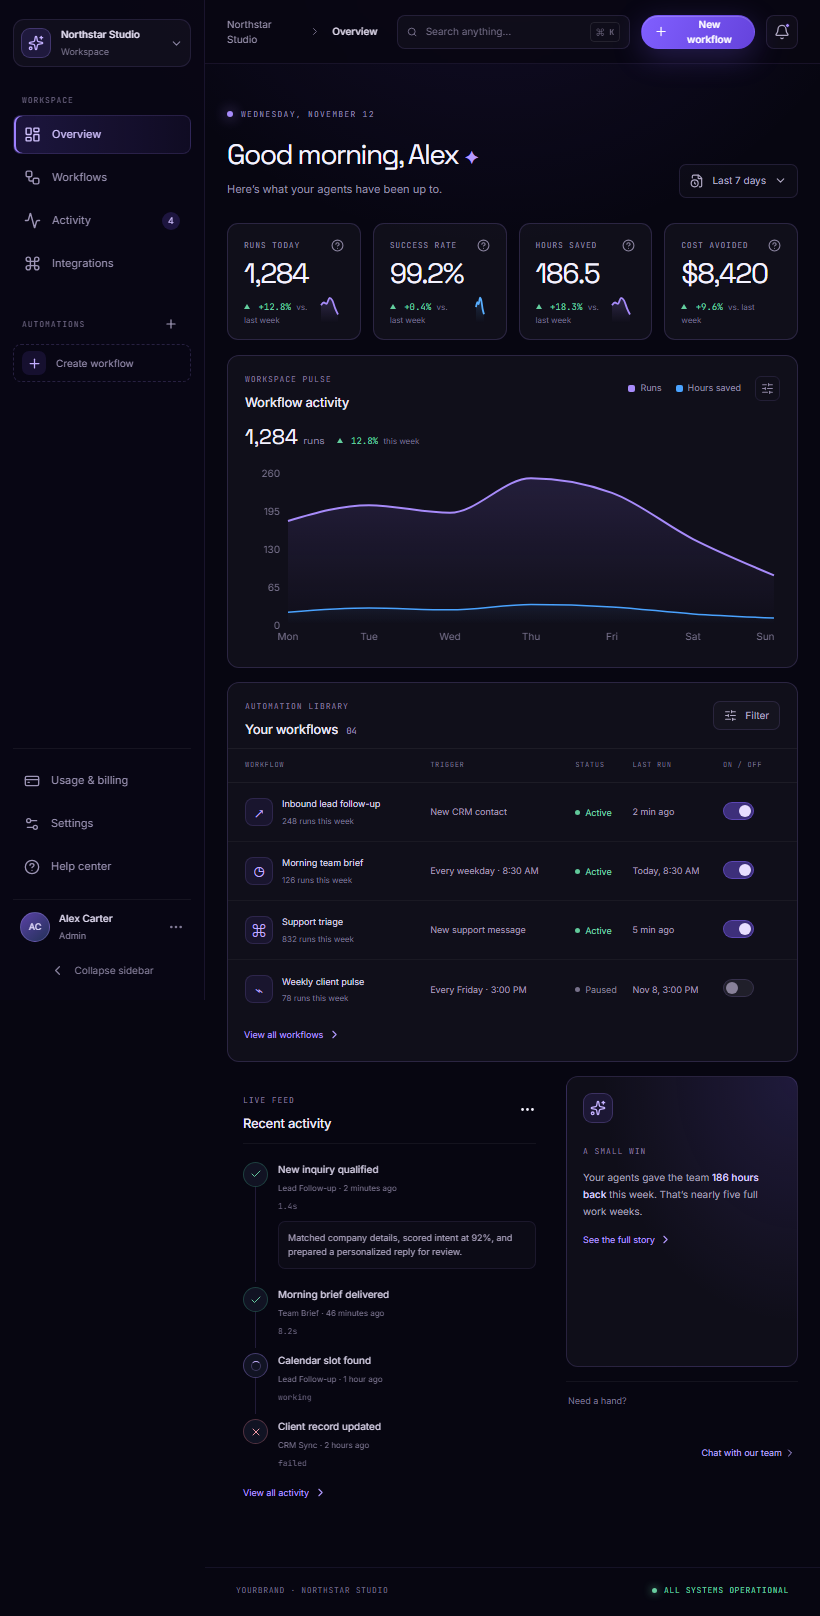 Northstar Studio
Workspace
WORKSPACE
Overview
Workflows
Activity 4
Integrations
AUTOMATIONS
Create workflow
Usage & billing
Settings
Help center
AC
Alex Carter
Admin
Collapse sidebar
Northstar
Studio
Overview
Search anything...
⌘ K
New
workflow
WEDNESDAY, NOVEMBER 12
Good morning, Alex
Here's what your agents have been up to.
Last 7 days
RUNS TODAY
1,284
+12.8% vs.
last week
SUCCESS RATE
99.2%
+0.4% vs.
last week
HOURS SAVED
186.5
+18.3% vs.
last week
COST AVOIDED
$8,420
+9.6% vs. last
week
WORKSPACE PULSE
Workflow activity
Runs
Hours saved
1,284 runs 12.8% this week
260
195
130
65
0
Mon Tue Wed Thu Fri Sat Sun
AUTOMATION LIBRARY
Your workflows 04
Filter
WORKFLOW TRIGGER STATUS LAST RUN ON / OFF
Inbound lead follow-up
248 runs this week
New CRM contact
Active
2 min ago
Morning team brief
126 runs this week
Every weekday · 8:30 AM
Active
Today, 8:30 AM
Support triage
832 runs this week
New support message
Active
5 min ago
Weekly client pulse
78 runs this week
Every Friday · 3:00 PM
Paused
Nov 8, 3:00 PM
View all workflows
LIVE FEED
Recent activity
New inquiry qualified
Lead Follow-up · 2 minutes ago
1.4s
Matched company details, scored intent at 92%, and
prepared a personalized reply for review.
Morning brief delivered
Team Brief · 46 minutes ago
8.2s
Calendar slot found
Lead Follow-up · 1 hour ago
working
Client record updated
CRM Sync · 2 hours ago
failed
View all activity
A SMALL WIN
Your agents gave the team 186 hours
back this week. That's nearly five full
work weeks.
See the full story
Need a hand?
Chat with our team
YOURBRAND · NORTHSTAR STUDIO
ALL SYSTEMS OPERATIONAL